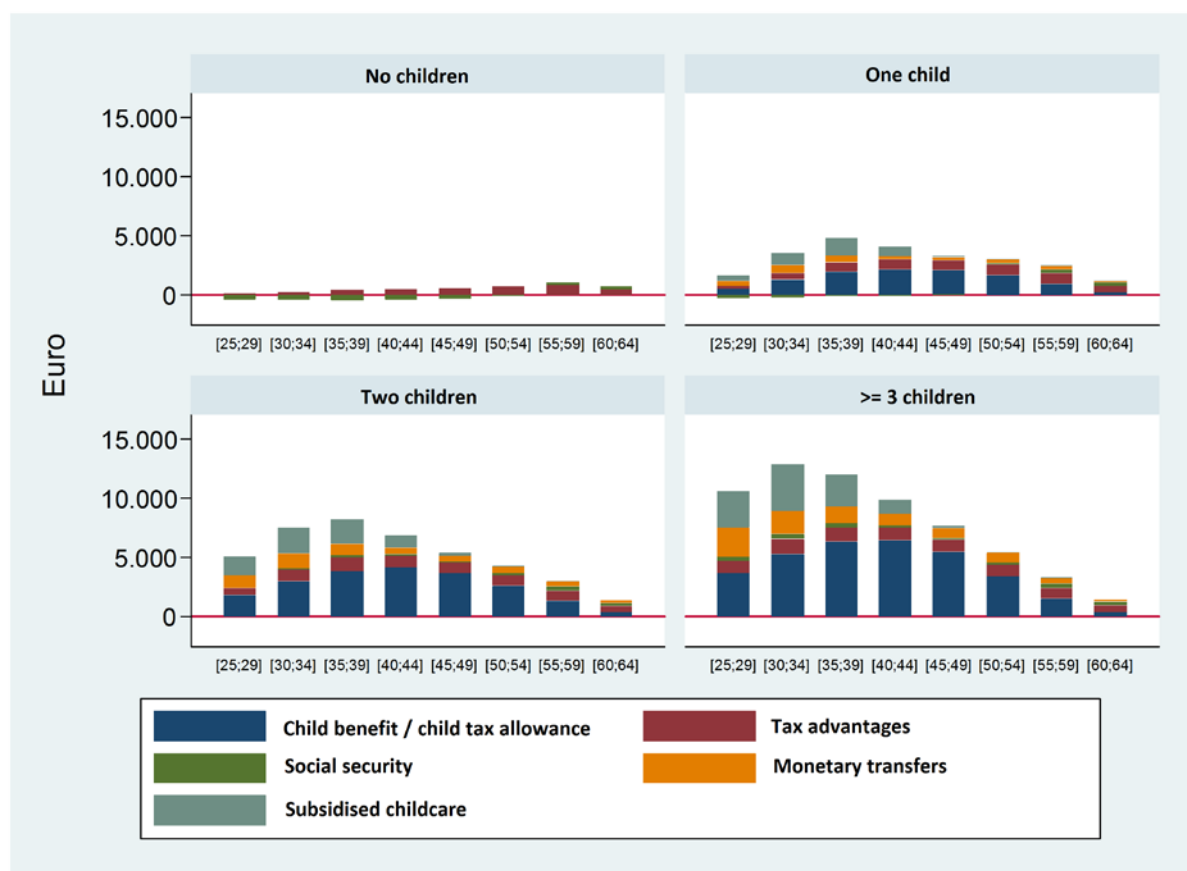 No children
One child
15.000
10.000
5.000
0
[25;29] [30;34] [35;39] [40;44] [45;49] [50;54] [55;59] [60;64]
[25;29] [30;34] [35;39] [40;44] [45;49] [50;54] [55;59] [60;64]
Euro
Two children
>= 3 children
15.000
10.000
5.000
0
[25;29] [30;34] [35;39] [40;44] [45;49] [50;54] [55;59] [60;64]
[25;29] [30;34] [35;39] [40;44] [45;49] [50;54] [55;59] [60;64]
Child benefit / child tax allowance
Tax advantages
Social security
Monetary transfers
Subsidised childcare